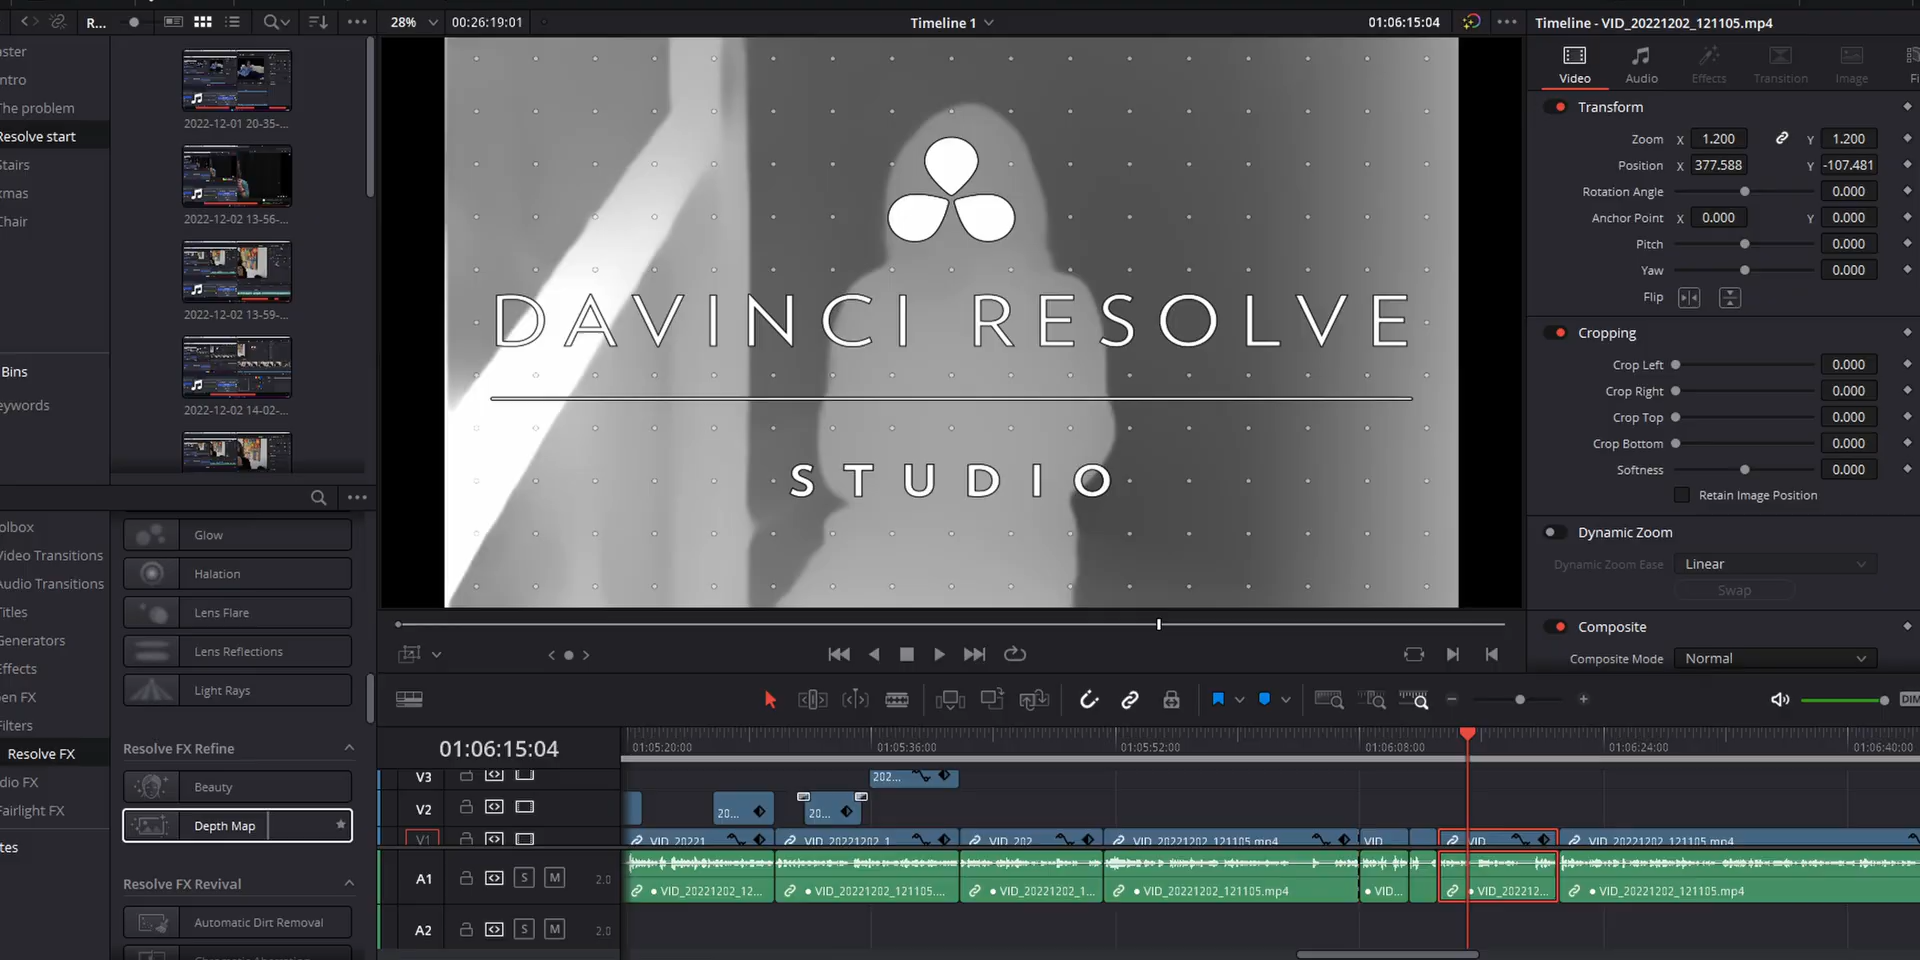 R...
28%
00:26:19:01
Timeline 1
01:06:15:04
Timeline - VID_20221202_121105.mp4
aster
ntro
The problem
Resolve start
Stairs
xmas
Chair
Bins
eywords
2022-12-01 20-35-...
2022-12-02 13-56-...
2022-12-02 13-59-...
2022-12-02 14-02-...
DAVINCI RESOLVE
STUDIO
Video
Audio
Effects
Transition
Image
Fi
Transform
Zoom X 1.200 Y 1.200
Position X 377.588 Y -107.481
Rotation Angle 0.000
Anchor Point X 0.000 Y 0.000
Pitch 0.000
Yaw 0.000
Flip
Cropping
Crop Left 0.000
Crop Right 0.000
Crop Top 0.000
Crop Bottom 0.000
Softness 0.000
Retain Image Position
Dynamic Zoom
Dynamic Zoom Ease Linear
Swap
Composite
Composite Mode Normal
olbox
Video Transitions
Audio Transitions
Titles
Generators
Effects
en FX
Filters
Resolve FX
dio FX
Fairlight FX
tes
Glow
Halation
Lens Flare
Lens Reflections
Light Rays
Resolve FX Refine
Beauty
Depth Map
Resolve FX Revival
Automatic Dirt Removal
DIM
01:06:15:04
01:05:20:00
01:05:36:00
01:05:52:00
01:06:08:00
01:06:24:00
01:06:40:00
V3
202...
V2
20...
20...
V1
VID_20221
VID_20221202_1
VID_202
VID_20221202_121105.mp4
VID
VID
VID_20221202_121105.mp4
A1
S
M
2.0
VID_20221202_12...
VID_20221202_121105....
VID_20221202_1...
VID_20221202_121105.mp4
VID...
VID_202212...
VID_20221202_121105.mp4
A2
S
M
2.0